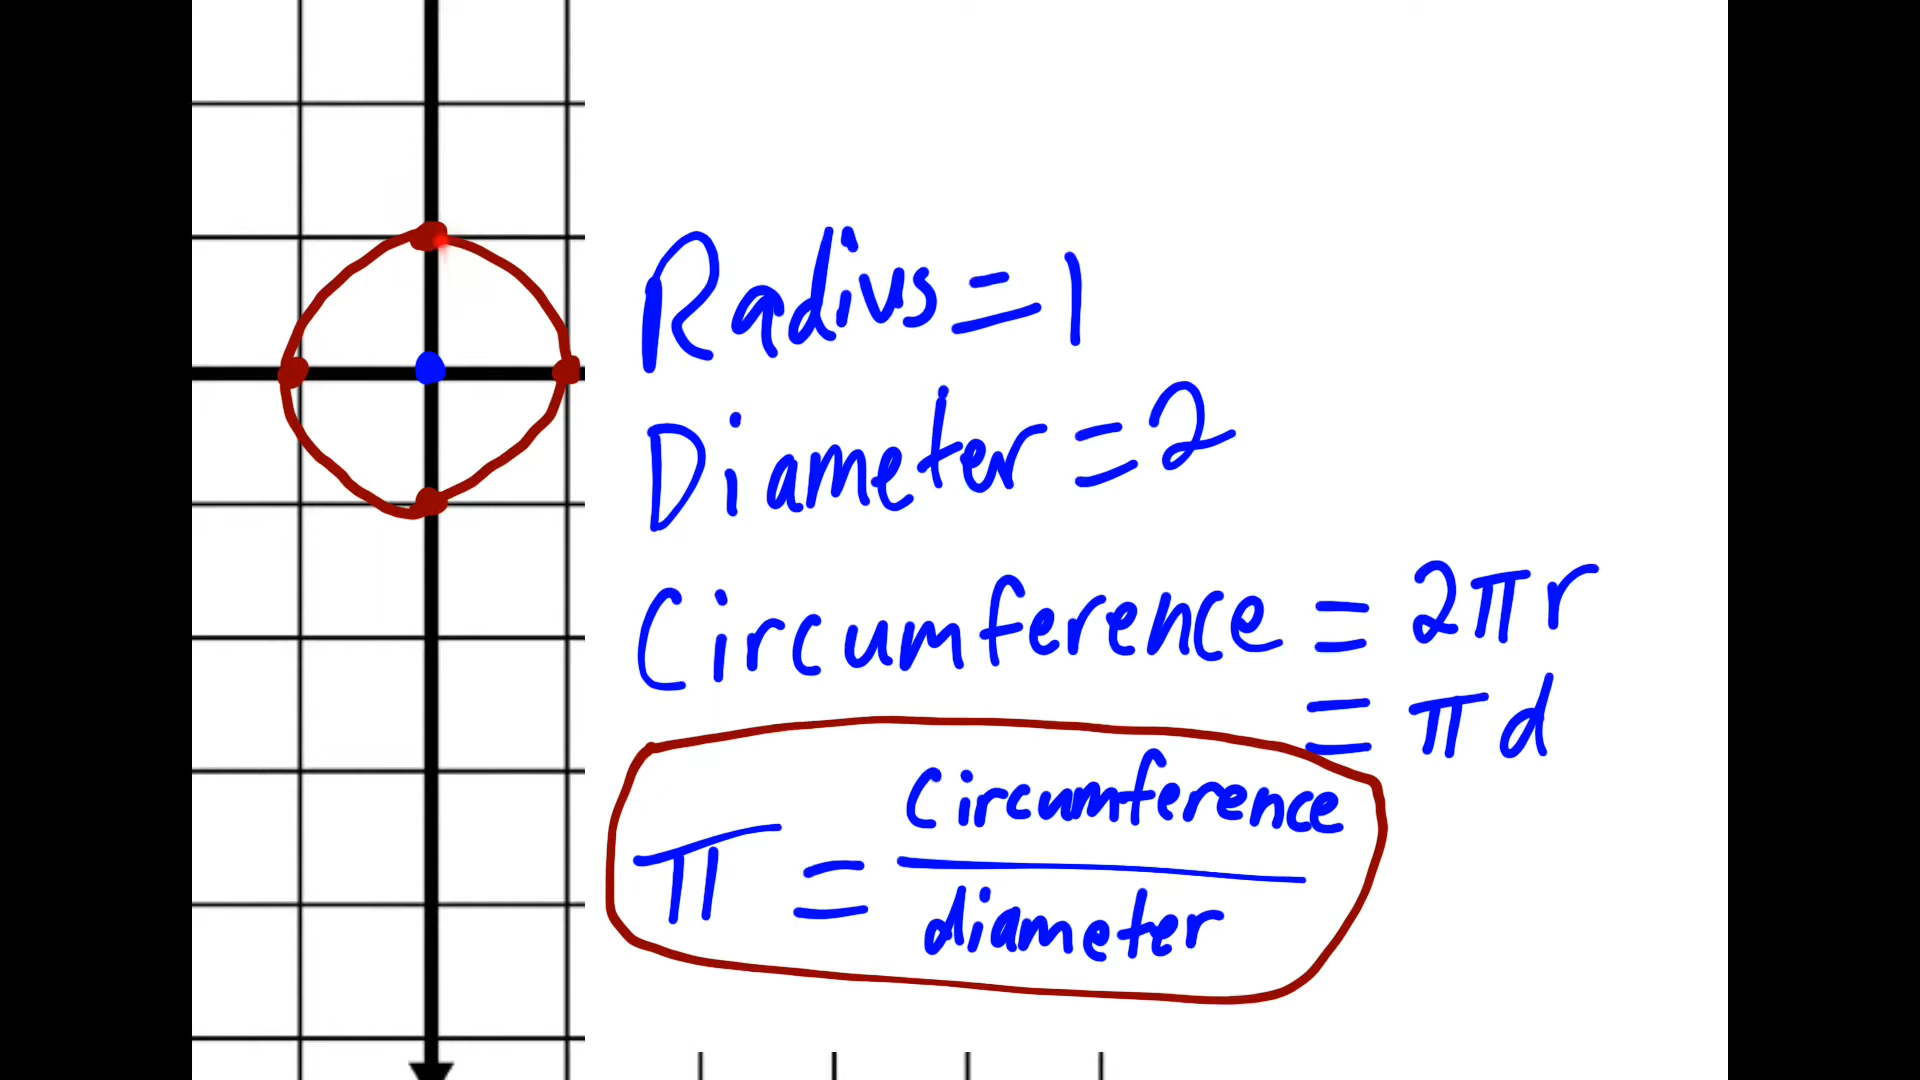 Radius = 1
Diameter = 2
Circumference = 2πr
= πd
π = circumference / diameter